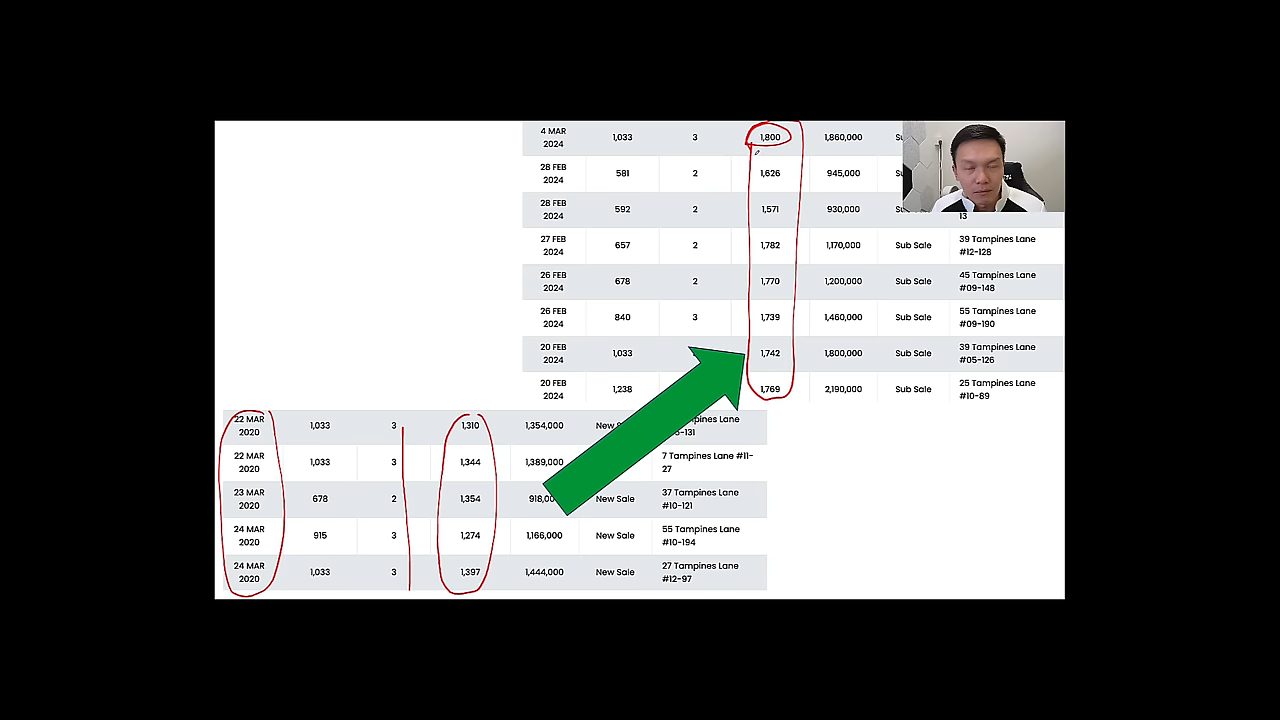 4 MAR 2024 1,033 3 1,800 1,860,000
28 FEB 2024 581 2 1,626 945,000
28 FEB 2024 592 2 1,571 930,000
13
27 FEB 2024 657 2 1,782 1,170,000 Sub Sale 39 Tampines Lane #12-128
26 FEB 2024 678 2 1,770 1,200,000 Sub Sale 45 Tampines Lane #09-148
26 FEB 2024 840 3 1,739 1,460,000 Sub Sale 55 Tampines Lane #09-190
20 FEB 2024 1,033 1,742 1,800,000 Sub Sale 39 Tampines Lane #05-126
20 FEB 2024 1,238 1,769 2,190,000 Sub Sale 25 Tampines Lane #10-89
22 MAR 2020 1,033 3 1,310 1,354,000 Lane
22 MAR 2020 1,033 3 1,344 1,389,000 7 Tampines Lane #11-27
23 MAR 2020 678 2 1,354 New Sale 37 Tampines Lane #10-121
24 MAR 2020 915 3 1,274 1,166,000 New Sale 55 Tampines Lane #10-194
24 MAR 2020 1,033 3 1,397 1,444,000 New Sale 27 Tampines Lane #12-97